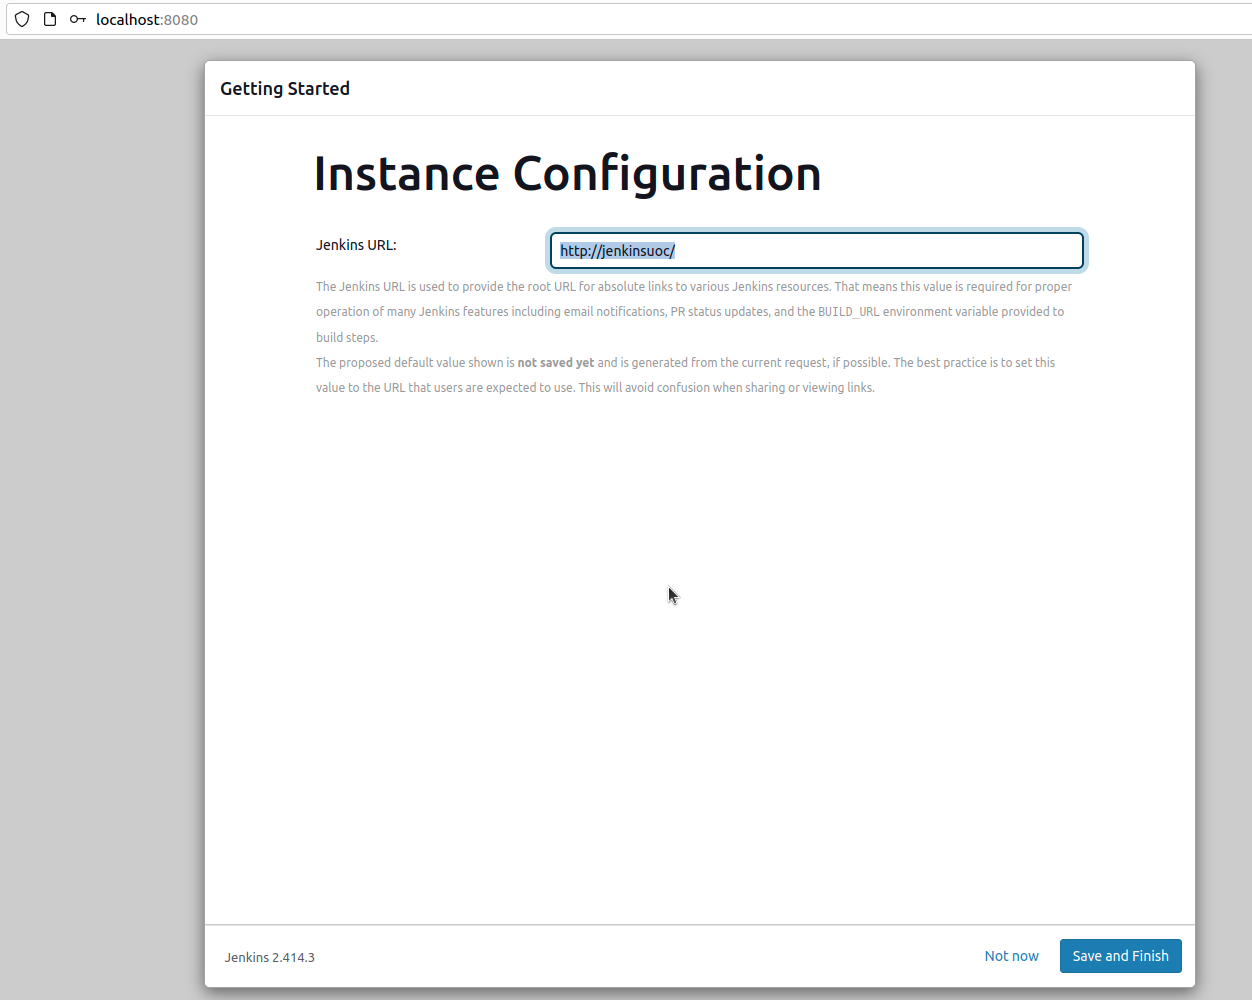 localhost:8080
Getting Started
Instance Configuration
Jenkins URL:
http://jenkinsuoc/
The Jenkins URL is used to provide the root URL for absolute links to various Jenkins resources. That means this value is required for proper
operation of many Jenkins features including email notifications, PR status updates, and the BUILD_URL environment variable provided to
build steps.
The proposed default value shown is not saved yet and is generated from the current request, if possible. The best practice is to set this
value to the URL that users are expected to use. This will avoid confusion when sharing or viewing links.
Jenkins 2.414.3
Not now
Save and Finish